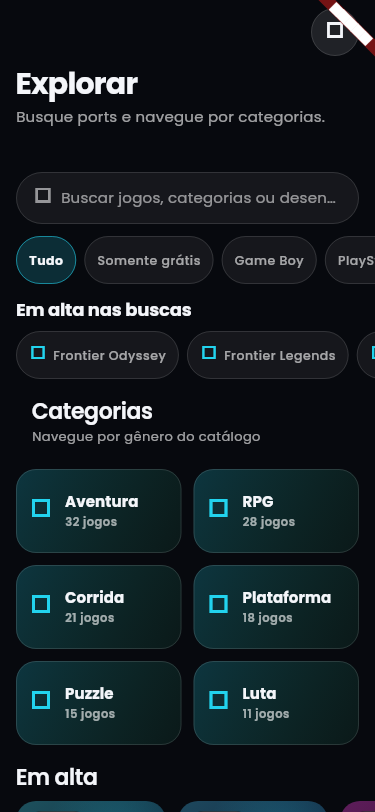 Explorar
Busque ports e navegue por categorias.
Buscar jogos, categorias ou desen…
Tudo
Somente grátis
Game Boy
PlayS
Em alta nas buscas
Frontier Odyssey
Frontier Legends
Categorias
Navegue por gênero do catálogo
Aventura
32 jogos
RPG
28 jogos
Corrida
21 jogos
Plataforma
18 jogos
Puzzle
15 jogos
Luta
11 jogos
Em alta